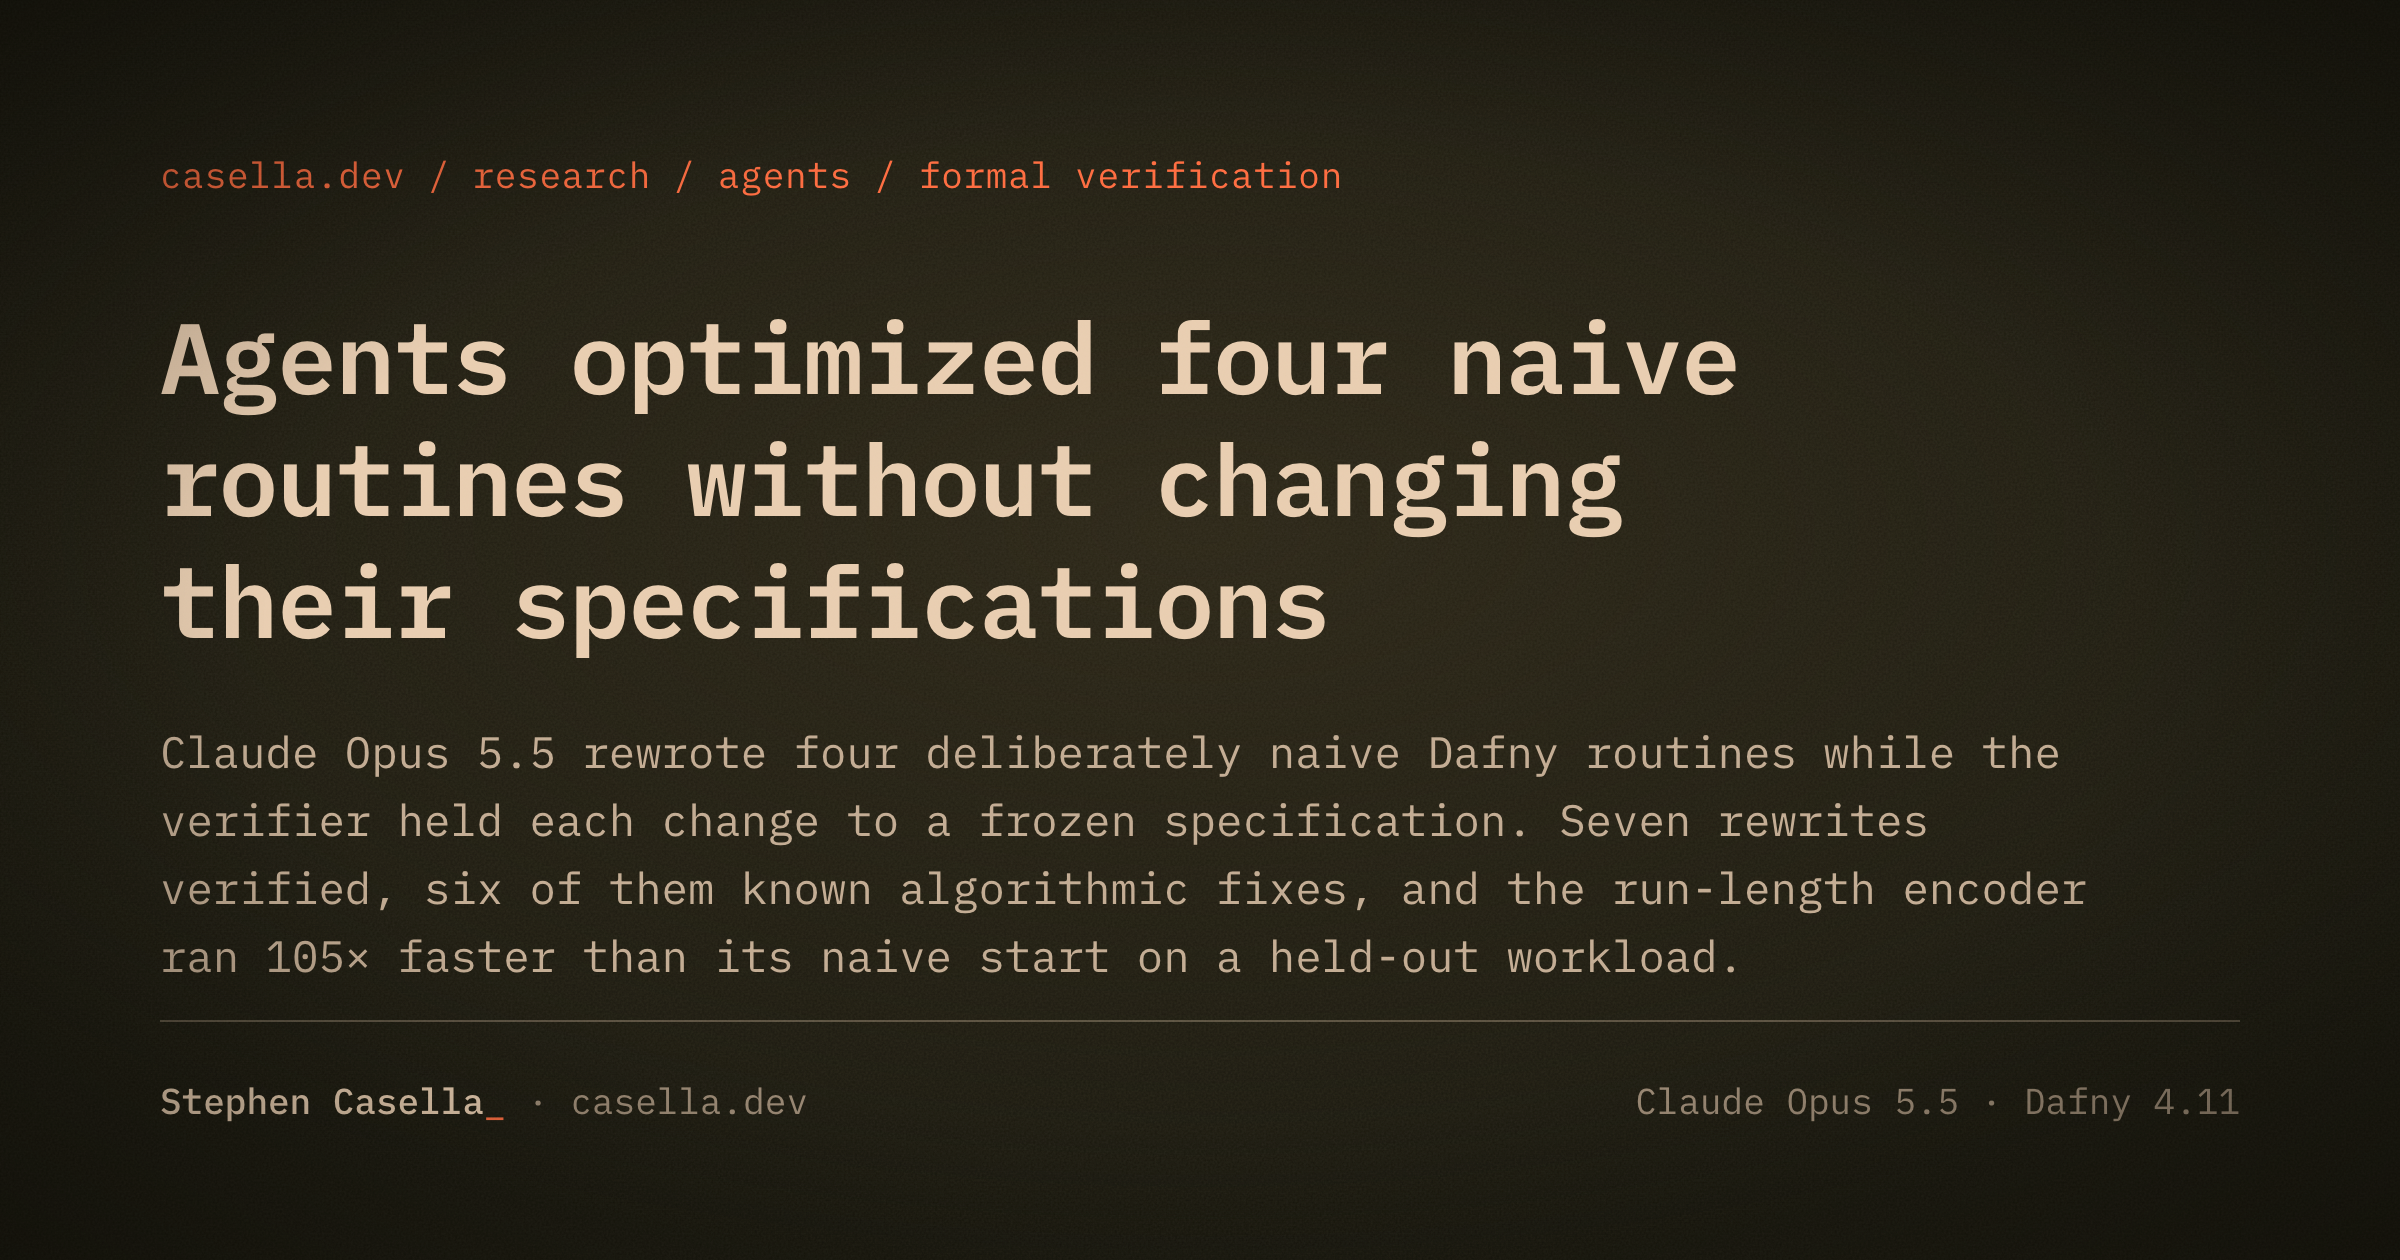 casella.dev / research / agents / formal verification
Agents optimized four naive
routines without changing
their specifications
Claude Opus 5.5 rewrote four deliberately naive Dafny routines while the
verifier held each change to a frozen specification. Seven rewrites
verified, six of them known algorithmic fixes, and the run-length encoder
ran 105× faster than its naive start on a held-out workload.
Stephen Casella_ · casella.dev
Claude Opus 5.5 · Dafny 4.11